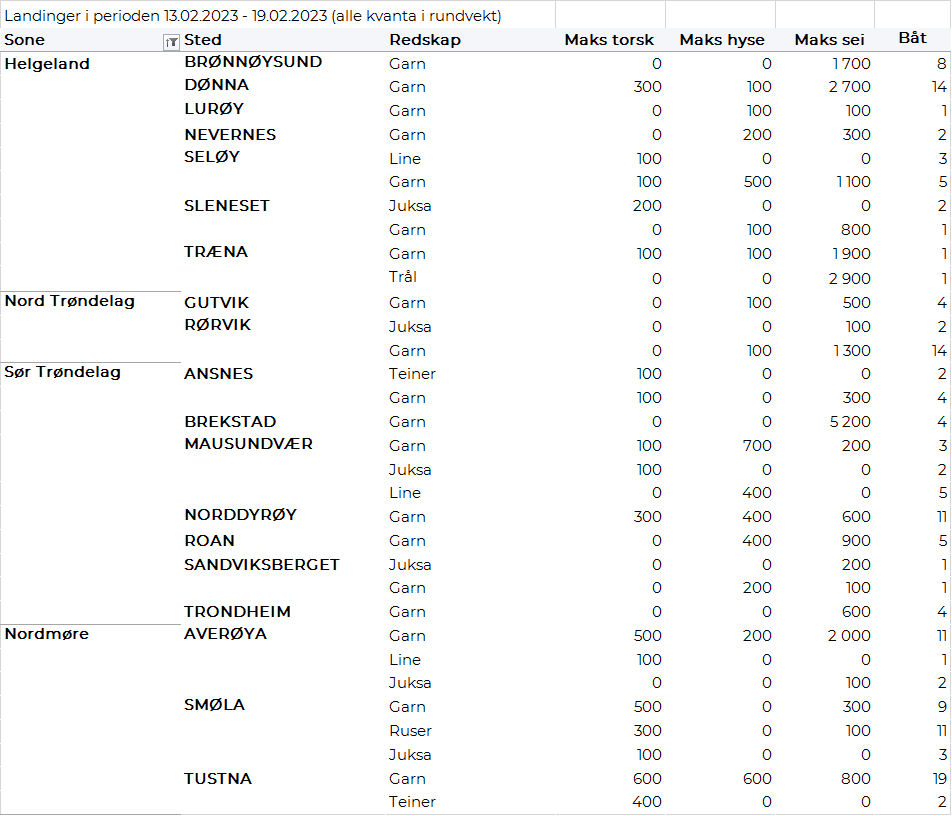 Landinger i perioden 13.02.2023 - 19.02.2023 (alle kvanta i rundvekt)
Sone Sted Redskap Maks torsk Maks hyse Maks sei Båt
Helgeland BRØNNØYSUND Garn 0 0 1 700 8
DØNNA Garn 300 100 2 700 14
LURØY Garn 0 100 100 1
NEVERNES Garn 0 200 300 2
SELØY Line 100 0 0 3
Garn 100 500 1 100 5
SLENESET Juksa 200 0 0 2
Garn 0 100 800 1
TRÆNA Garn 100 100 1 900 1
Trål 0 0 2 900 1
Nord Trøndelag GUTVIK Garn 0 100 500 4
RØRVIK Juksa 0 0 100 2
Garn 0 100 1 300 14
Sør Trøndelag ANSNES Teiner 100 0 0 2
Garn 100 0 300 4
BREKSTAD Garn 0 0 5 200 4
MAUSUNDVÆR Garn 100 700 200 3
Juksa 100 0 0 2
Line 0 400 0 5
NORDDYRØY Garn 300 400 600 11
ROAN Garn 0 400 900 5
SANDVIKSBERGET Juksa 0 0 200 1
Garn 0 200 100 1
TRONDHEIM Garn 0 0 600 4
Nordmøre AVERØYA Garn 500 200 2 000 11
Line 100 0 0 1
Juksa 0 0 100 2
SMØLA Garn 500 0 300 9
Ruser 300 0 100 11
Juksa 100 0 0 3
TUSTNA Garn 600 600 800 19
Teiner 400 0 0 2